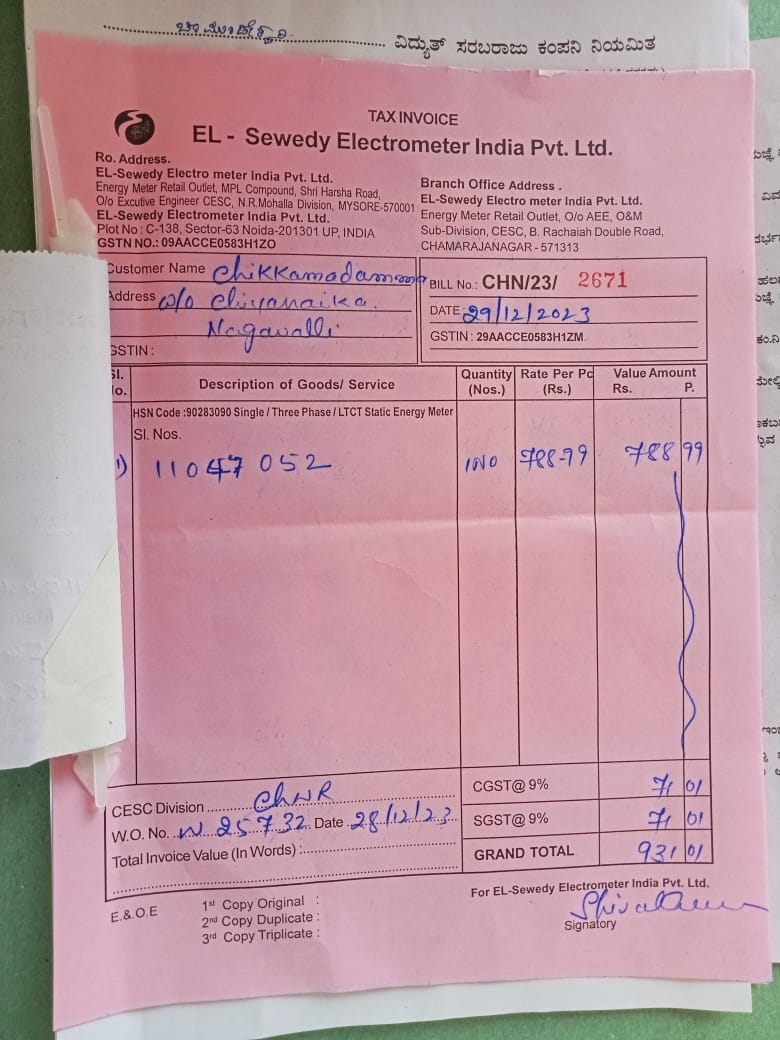 ಚಾಮುಂಡೇಶ್ವರಿ ವಿದ್ಯುತ್ ಸರಬರಾಜು ಕಂಪನಿ ನಿಯಮಿತ
TAX INVOICE
EL - Sewedy Electrometer India Pvt. Ltd.
Ro. Address.
EL-Sewedy Electro meter India Pvt. Ltd.
Energy Meter Retail Outlet, MPL Compound, Shri Harsha Road,
O/o Excutive Engineer CESC, N.R.Mohalla Division, MYSORE-570001
EL-Sewedy Electrometer India Pvt. Ltd.
Plot No : C-138, Sector-63 Noida-201301 UP, INDIA
GSTN NO.: 09AACCE0583H1ZO
Branch Office Address .
EL-Sewedy Electro meter India Pvt. Ltd.
Energy Meter Retail Outlet, O/o AEE, O&M
Sub-Division, CESC, B. Rachaiah Double Road,
CHAMARAJANAGAR - 571313
Customer Name Chikkamadamma
Address w/o
Nagavalli
GSTIN :
BILL No.: CHN/23/ 2671
DATE : 29/12/2023
GSTIN : 29AACCE0583H1ZM
Sl. No. Description of Goods/ Service Quantity (Nos.) Rate Per Pc (Rs.) Value Amount Rs. P.
HSN Code :90283090 Single / Three Phase / LTCT Static Energy Meter
Sl. Nos.
1) 11047052 1NO 788-99 788 99
CESC Division ChNR
W.O. No. W 25732 Date 28/12/23
Total Invoice Value (In Words) :
CGST@ 9% 71 01
SGST@ 9% 71 01
GRAND TOTAL 931 01
E.& O.E
1st Copy Original :
2nd Copy Duplicate :
3rd Copy Triplicate :
For EL-Sewedy Electrometer India Pvt. Ltd.
Signatory